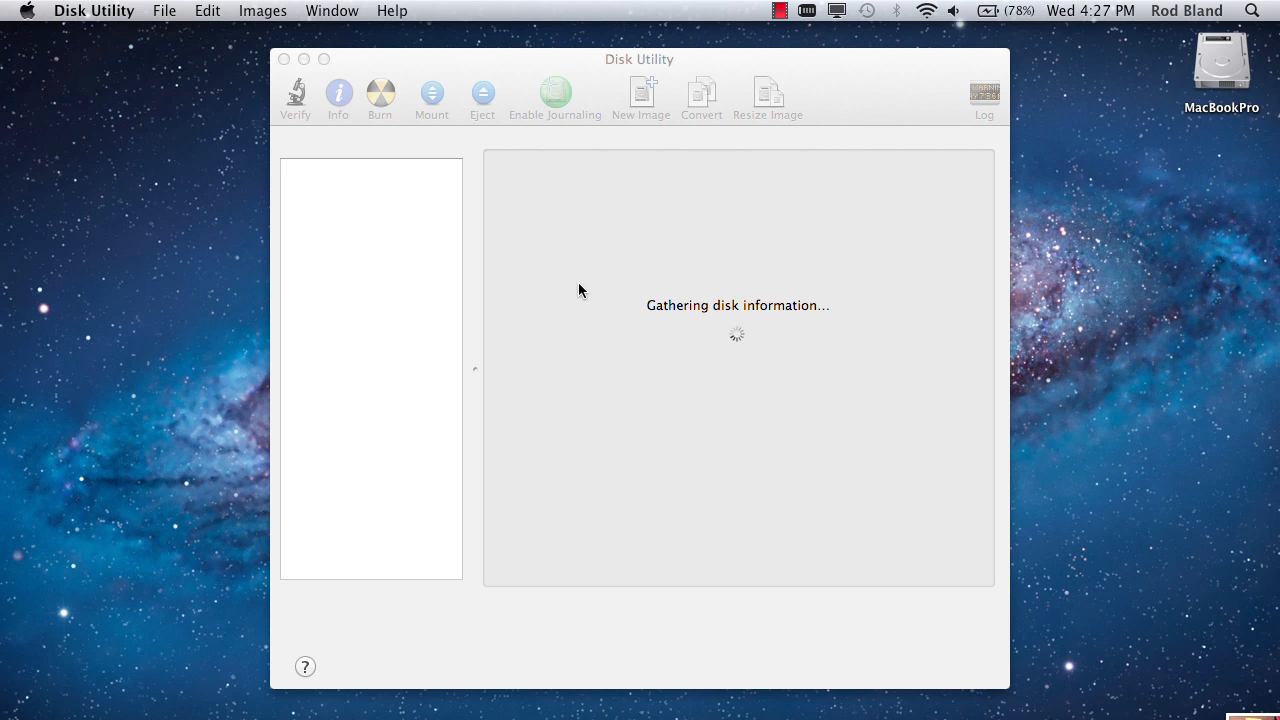 Disk Utility File Edit Images Window Help (78%) Wed 4:27 PM Rod Bland
Disk Utility
Verify Info Burn Mount Eject Enable Journaling New Image Convert Resize Image Log
MacBookPro
Gathering disk information...
?